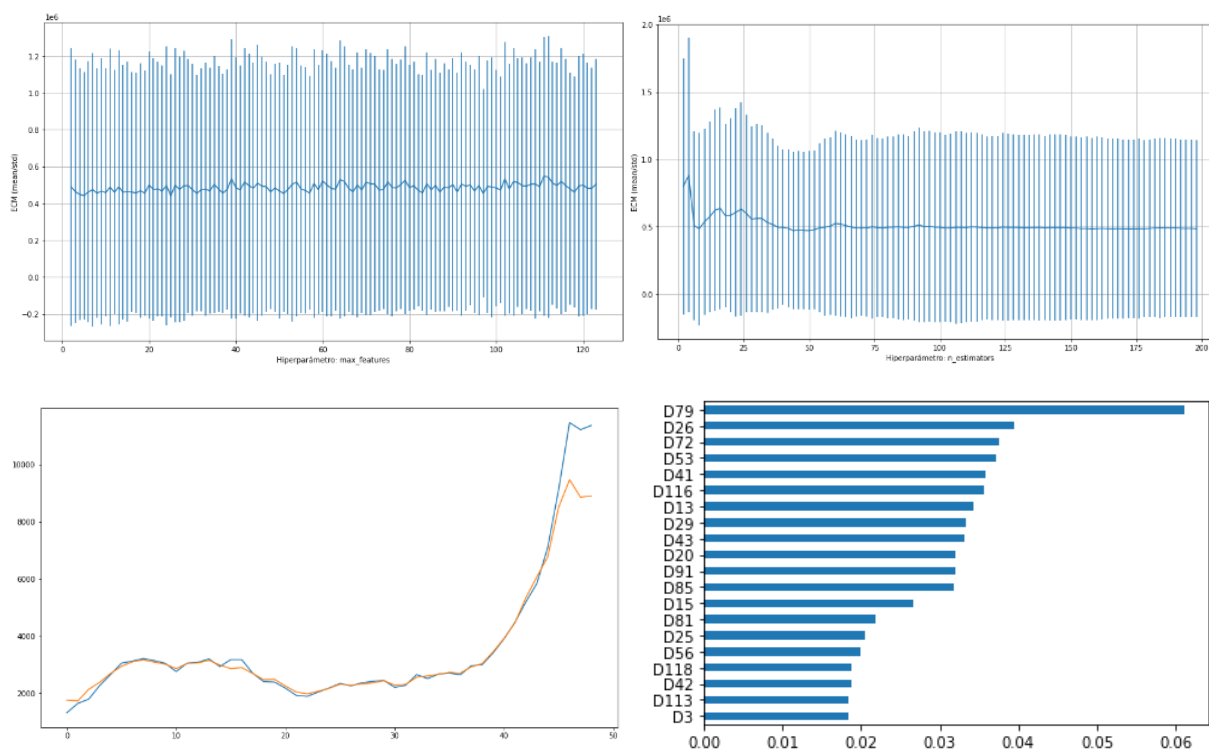 1e6
1.2
1.0
0.8
0.6
0.4
0.2
0.0
−0.2
ECM (mean/std)
0
20
40
60
80
100
120
Hiperparámetro: max_features
1e6
2.0
1.5
1.0
0.5
0.0
ECM (mean/std)
0
25
50
75
100
125
150
175
200
Hiperparámetro: n_estimators
10000
8000
6000
4000
2000
0
10
20
30
40
50
D79
D26
D72
D53
D41
D116
D13
D29
D43
D20
D91
D85
D15
D81
D25
D56
D118
D42
D113
D3
0.00
0.01
0.02
0.03
0.04
0.05
0.06